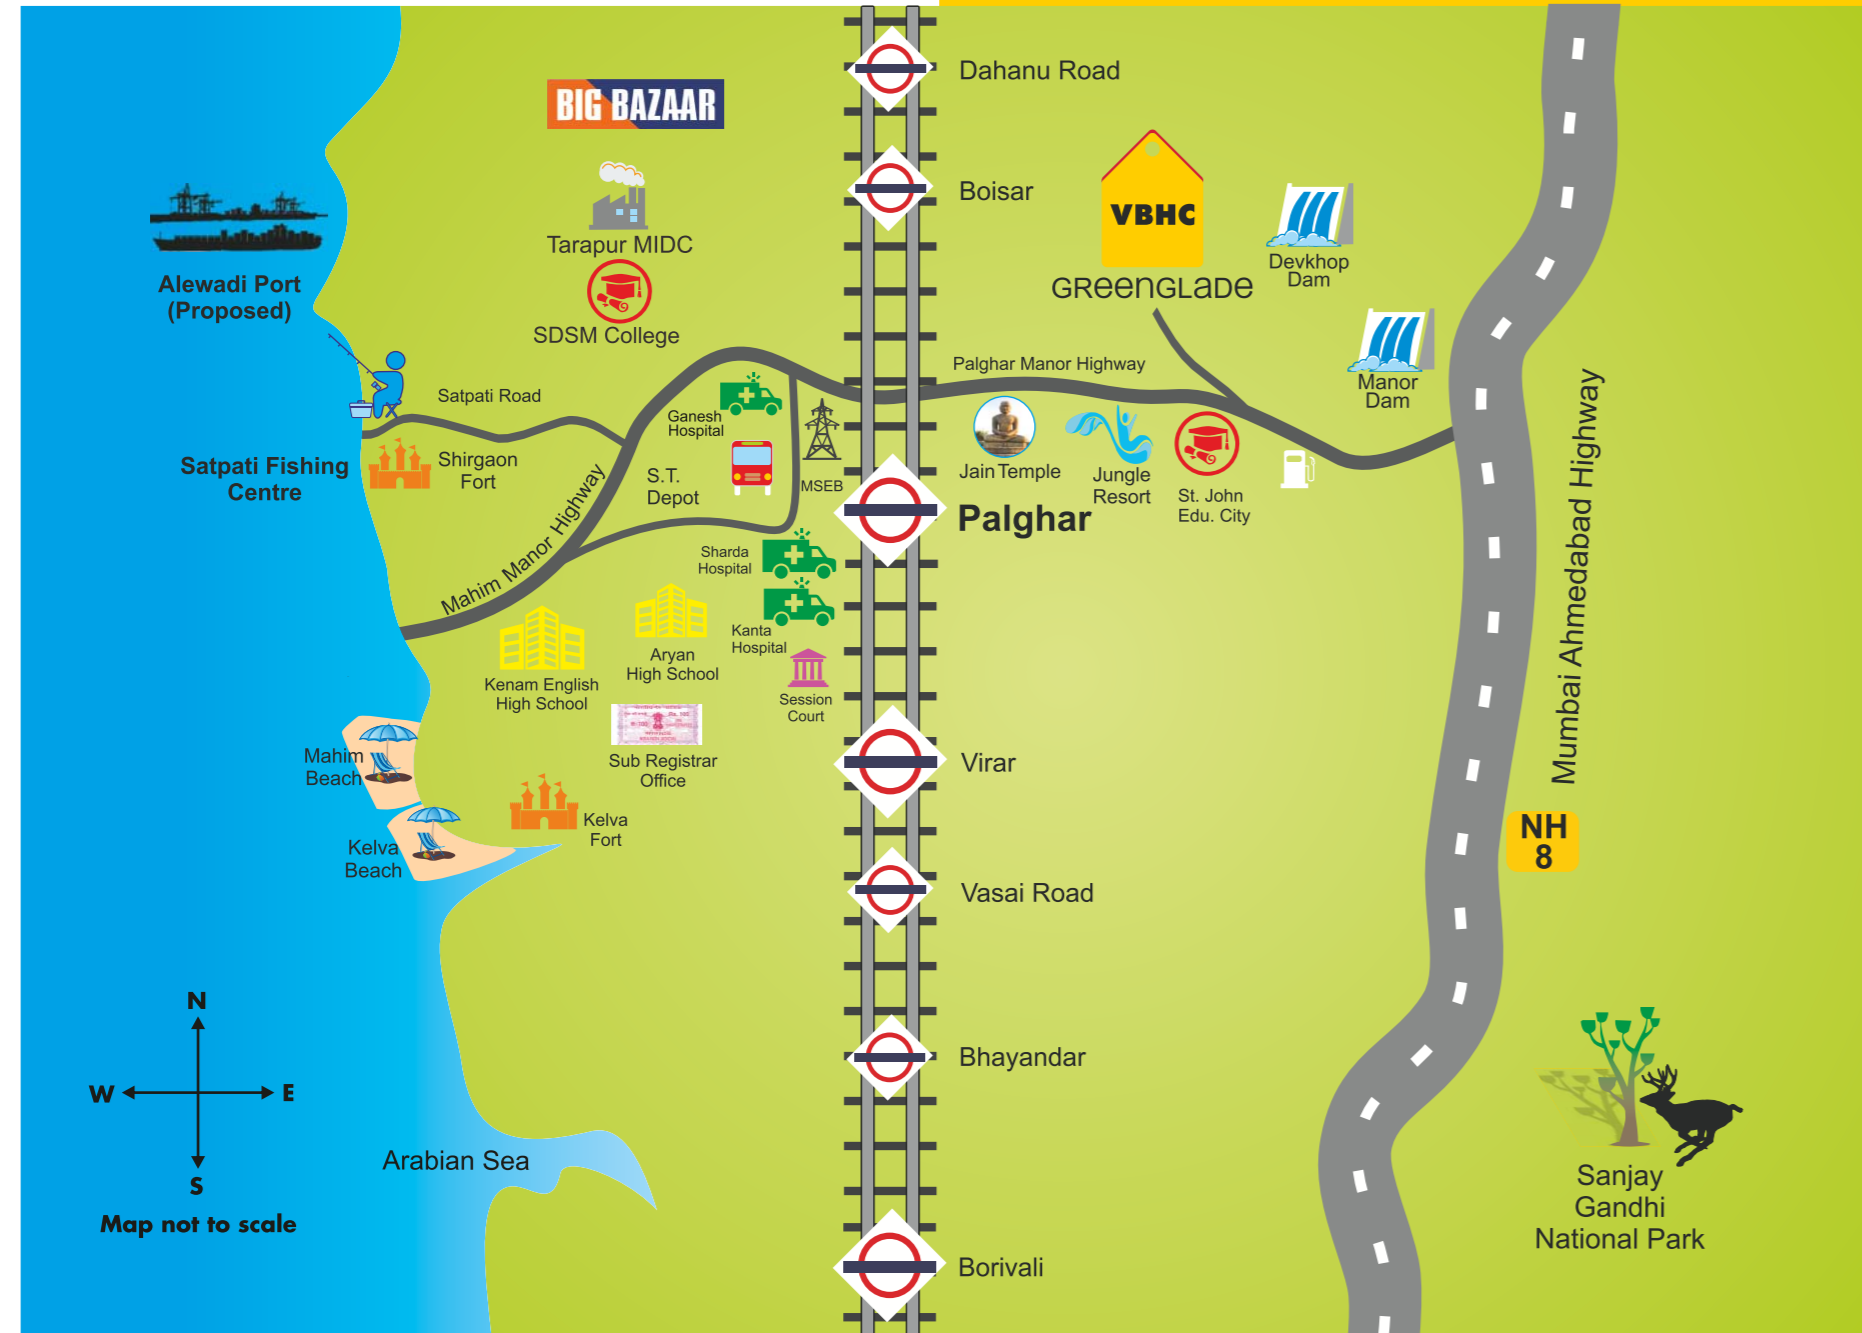 Dahanu Road
BIG BAZAAR
Boisar
VBHC
GReenGLaDe
Tarapur MIDC
Devkhop
Dam
Alewadi Port
(Proposed)
SDSM College
Palghar Manor Highway
Manor
Dam
Satpati Road
Ganesh
Hospital
Satpati Fishing
Centre
Shirgaon
Fort
S.T.
Depot
MSEB
Jain Temple
Jungle
Resort
St. John
Edu. City
Palghar
Mahim Manor Highway
Mumbai Ahmedabad Highway
Sharda
Hospital
Kanta
Hospital
Aryan
High School
Kenam English
High School
Session
Court
Sub Registrar
Office
Mahim
Beach
Virar
Kelva
Fort
Kelva
Beach
NH
8
Vasai Road
N
W
E
S
Map not to scale
Bhayandar
Arabian Sea
Sanjay
Gandhi
National Park
Borivali